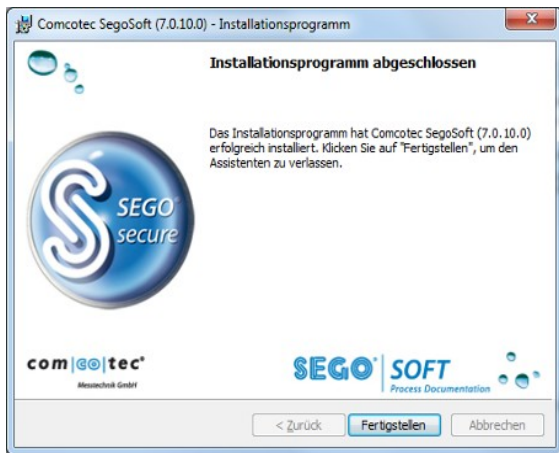 Comcotec SegoSoft (7.0.10.0) - Installationsprogramm
Installationsprogramm abgeschlossen
Das Installationsprogramm hat Comcotec SegoSoft (7.0.10.0)
erfolgreich installiert. Klicken Sie auf "Fertigstellen", um den
Assistenten zu verlassen.
S SEGO®
secure
com|co|tec®
Messtechnik GmbH
SEGO® SOFT
Process Documentation
< Zurück Fertigstellen Abbrechen